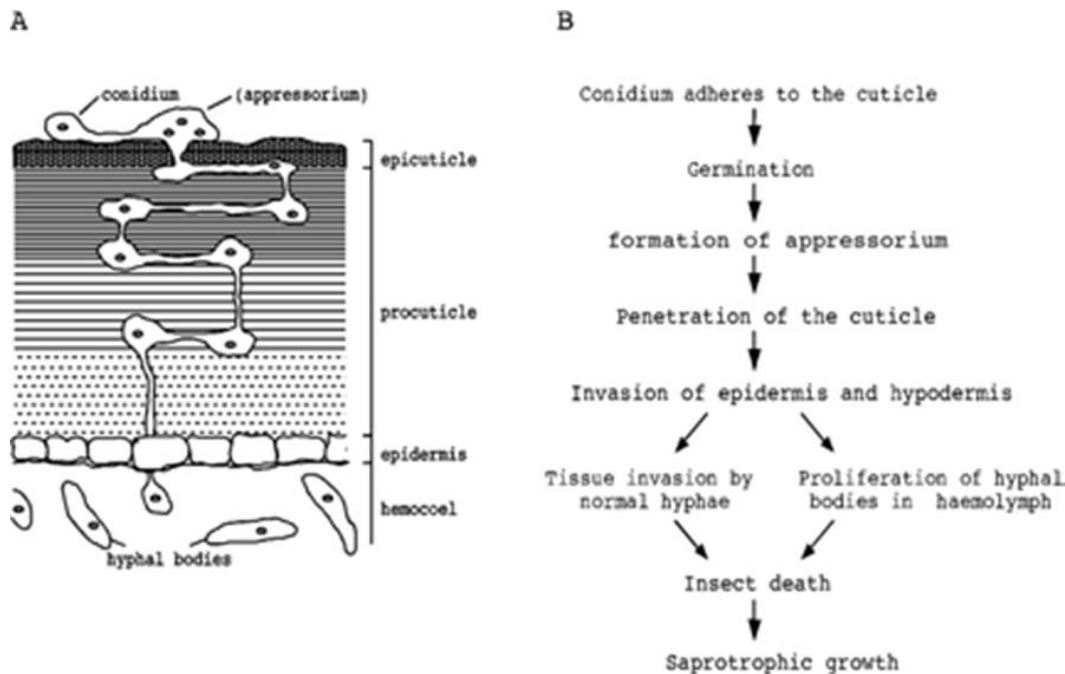 A
conidium
(appressorium)
epicuticle
procuticle
epidermis
hemocoel
hyphal bodies
B
Conidium adheres to the cuticle
Germination
formation of appressorium
Penetration of the cuticle
Invasion of epidermis and hypodermis
Tissue invasion by
normal hyphae
Proliferation of hyphal
bodies in haemolymph
Insect death
Saprotrophic growth